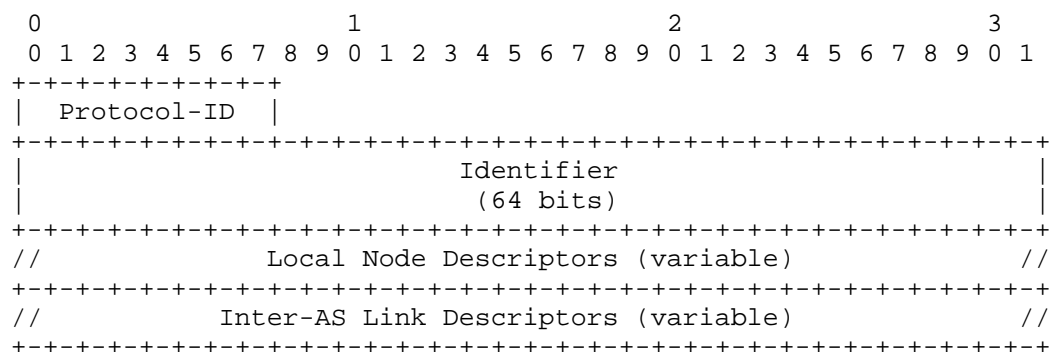 0                   1                   2                   3
 0 1 2 3 4 5 6 7 8 9 0 1 2 3 4 5 6 7 8 9 0 1 2 3 4 5 6 7 8 9 0 1
+-+-+-+-+-+-+-+-+
|  Protocol-ID  |
+-+-+-+-+-+-+-+-+-+-+-+-+-+-+-+-+-+-+-+-+-+-+-+-+-+-+-+-+-+-+-+-+
|                           Identifier                          |
|                            (64 bits)                          |
+-+-+-+-+-+-+-+-+-+-+-+-+-+-+-+-+-+-+-+-+-+-+-+-+-+-+-+-+-+-+-+-+
//              Local Node Descriptors (variable)              //
+-+-+-+-+-+-+-+-+-+-+-+-+-+-+-+-+-+-+-+-+-+-+-+-+-+-+-+-+-+-+-+-+
//           Inter-AS Link Descriptors (variable)              //
+-+-+-+-+-+-+-+-+-+-+-+-+-+-+-+-+-+-+-+-+-+-+-+-+-+-+-+-+-+-+-+-+